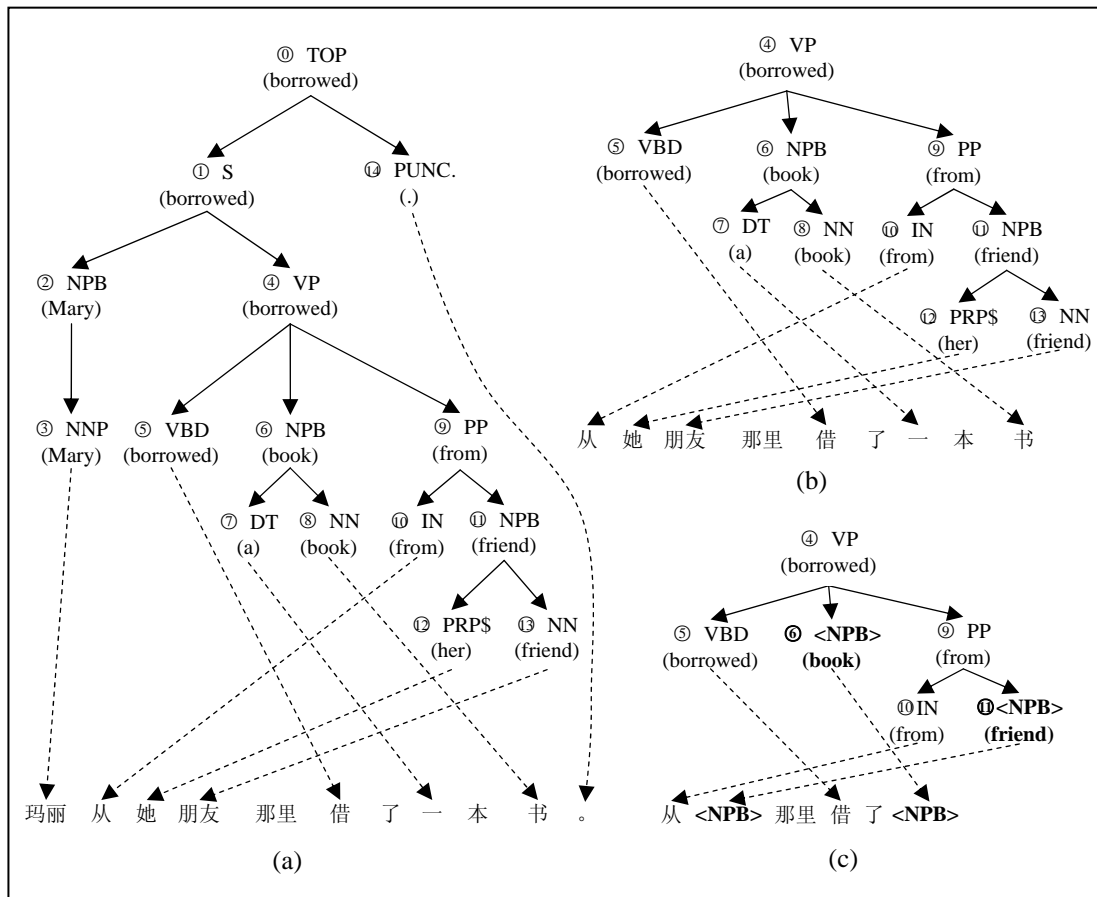 ⓪ TOP
(borrowed)
① S
(borrowed)
⑭ PUNC.
(.)
② NPB
(Mary)
④ VP
(borrowed)
③ NNP
(Mary)
⑤ VBD
(borrowed)
⑥ NPB
(book)
⑨ PP
(from)
⑦ DT
(a)
⑧ NN
(book)
⑩ IN
(from)
⑪ NPB
(friend)
⑫ PRP$
(her)
⑬ NN
(friend)
玛丽 从 她 朋友 那里 借 了 一 本 书 。
(a)
④ VP
(borrowed)
⑤ VBD
(borrowed)
⑥ NPB
(book)
⑨ PP
(from)
⑦ DT
(a)
⑧ NN
(book)
⑩ IN
(from)
⑪ NPB
(friend)
⑫ PRP$
(her)
⑬ NN
(friend)
从 她 朋友 那里 借 了 一 本 书
(b)
④ VP
(borrowed)
⑤ VBD
(borrowed)
⑥ <NPB>
(book)
⑨ PP
(from)
⑩ IN
(from)
⑪ <NPB>
(friend)
从 <NPB> 那里 借 了 <NPB>
(c)